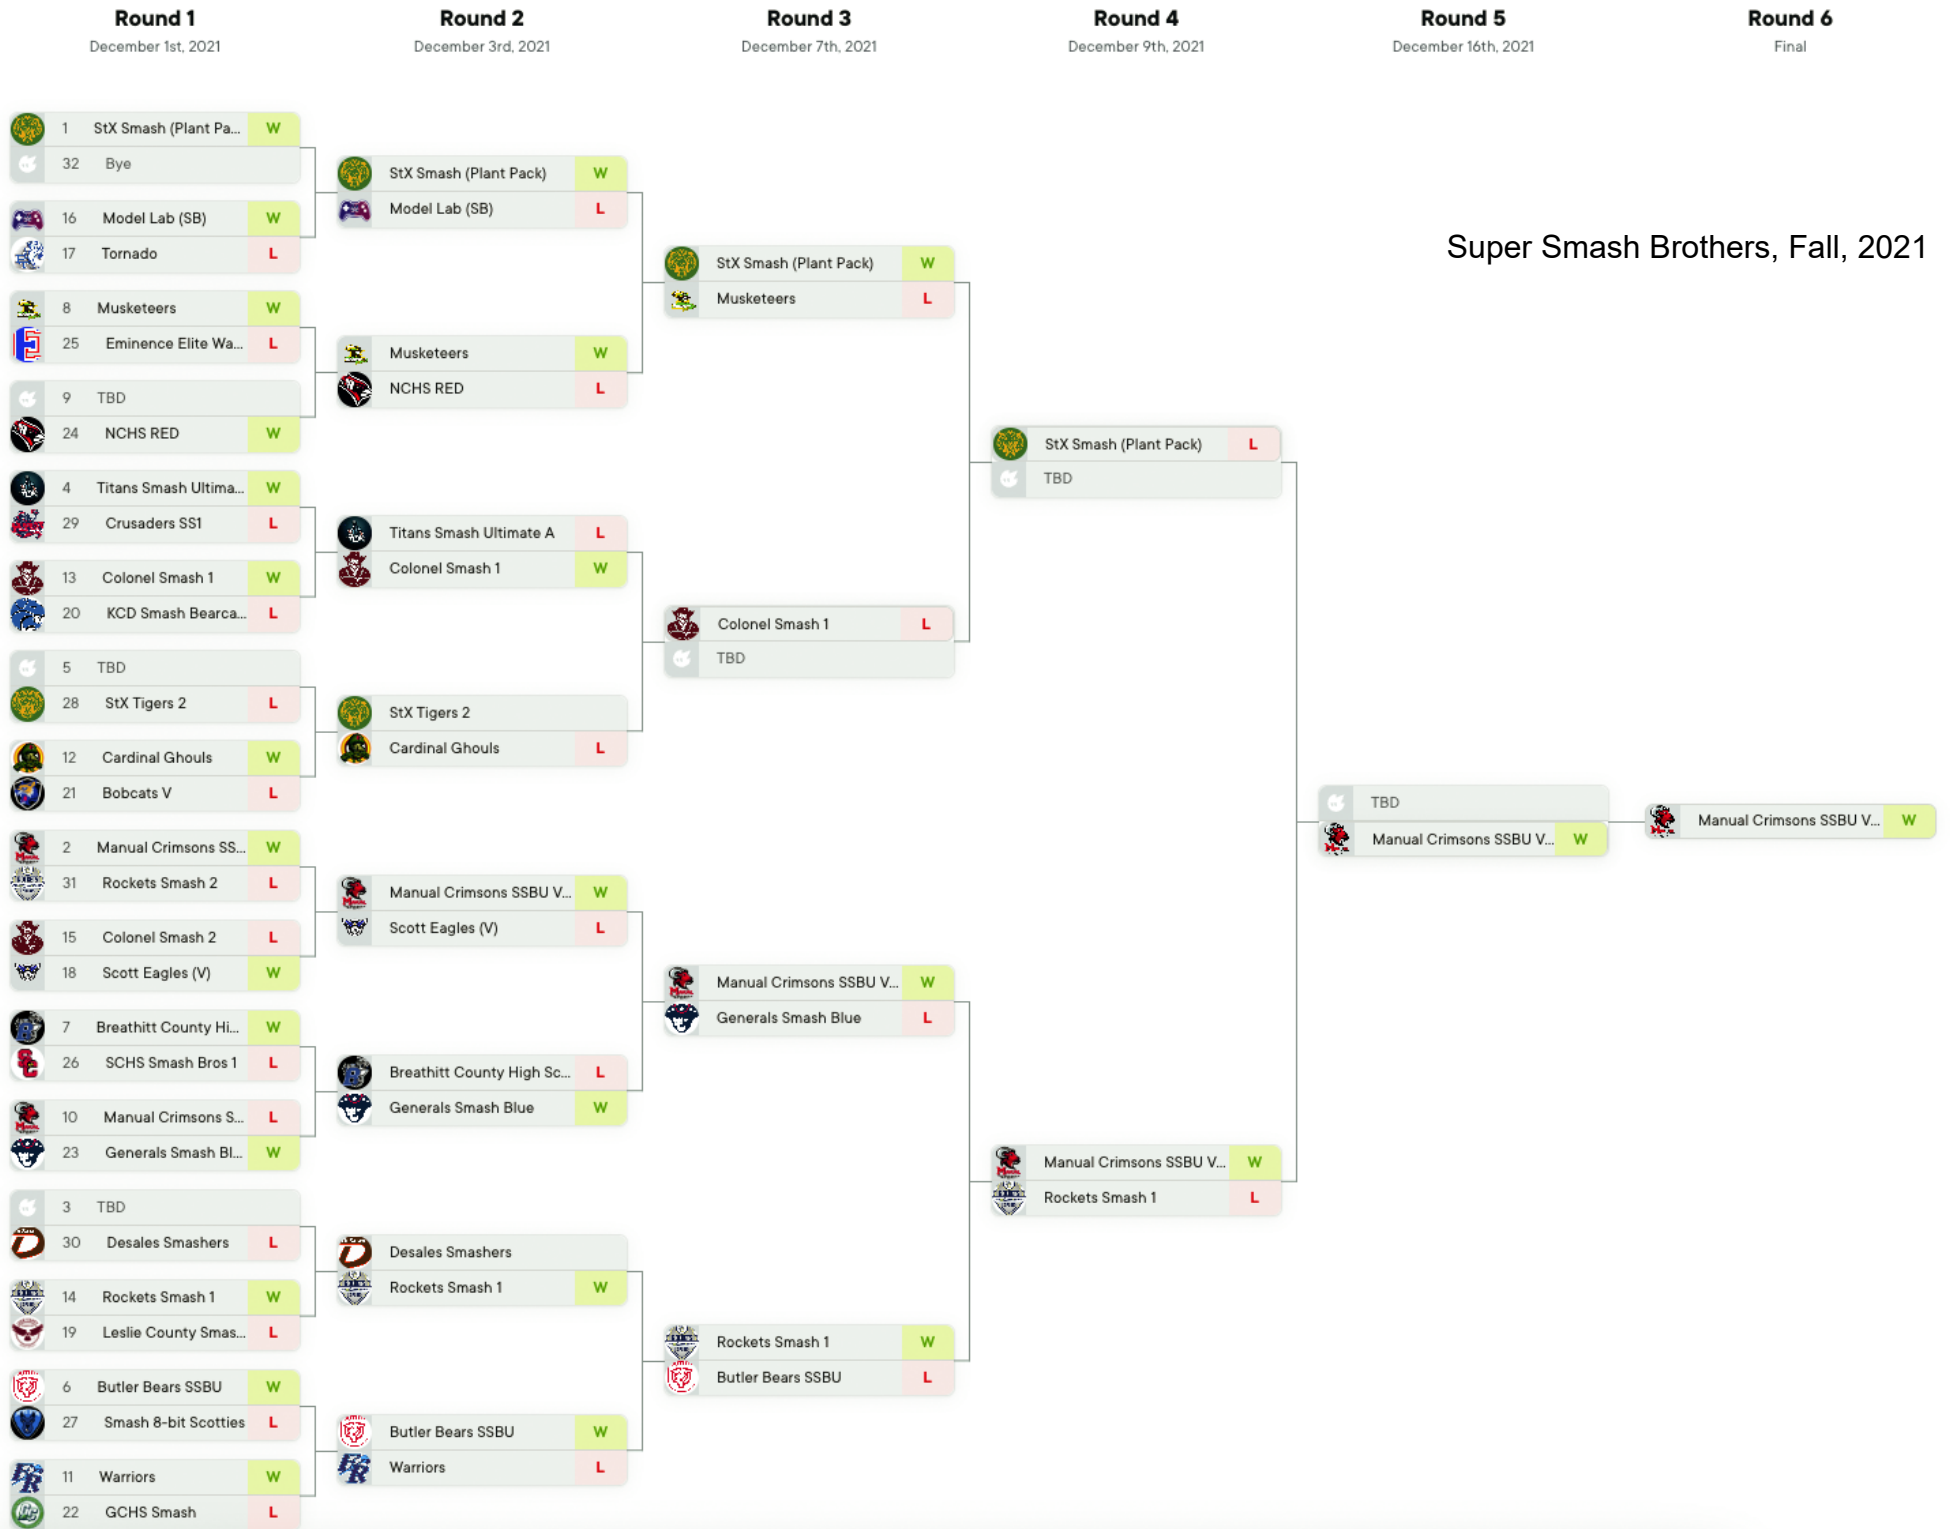 Round 1
December 1st, 2021
Round 2
December 3rd, 2021
Round 3
December 7th, 2021
Round 4
December 9th, 2021
Round 5
December 16th, 2021
Round 6
Final
Super Smash Brothers, Fall, 2021
1 StX Smash (Plant Pa... W
32 Bye
16 Model Lab (SB) W
17 Tornado L
8 Musketeers W
25 Eminence Elite Wa... L
9 TBD
24 NCHS RED W
4 Titans Smash Ultima... W
29 Crusaders SS1 L
13 Colonel Smash 1 W
20 KCD Smash Bearca... L
5 TBD
28 StX Tigers 2 L
12 Cardinal Ghouls W
21 Bobcats V L
2 Manual Crimsons SS... W
31 Rockets Smash 2 L
15 Colonel Smash 2 L
18 Scott Eagles (V) W
7 Breathitt County Hi... W
26 SCHS Smash Bros 1 L
10 Manual Crimsons S... L
23 Generals Smash Bl... W
3 TBD
30 Desales Smashers L
14 Rockets Smash 1 W
19 Leslie County Smas... L
6 Butler Bears SSBU W
27 Smash 8-bit Scotties L
11 Warriors W
22 GCHS Smash L
StX Smash (Plant Pack) W
Model Lab (SB) L
Musketeers W
NCHS RED L
Titans Smash Ultimate A L
Colonel Smash 1 W
StX Tigers 2
Cardinal Ghouls L
Manual Crimsons SSBU V... W
Scott Eagles (V) L
Breathitt County High Sc... L
Generals Smash Blue W
Desales Smashers
Rockets Smash 1 W
Butler Bears SSBU W
Warriors L
StX Smash (Plant Pack) W
Musketeers L
Colonel Smash 1 L
TBD
Manual Crimsons SSBU V... W
Generals Smash Blue L
Rockets Smash 1 W
Butler Bears SSBU L
StX Smash (Plant Pack) L
TBD
Manual Crimsons SSBU V... W
Rockets Smash 1 L
TBD
Manual Crimsons SSBU V... W
Manual Crimsons SSBU V... W